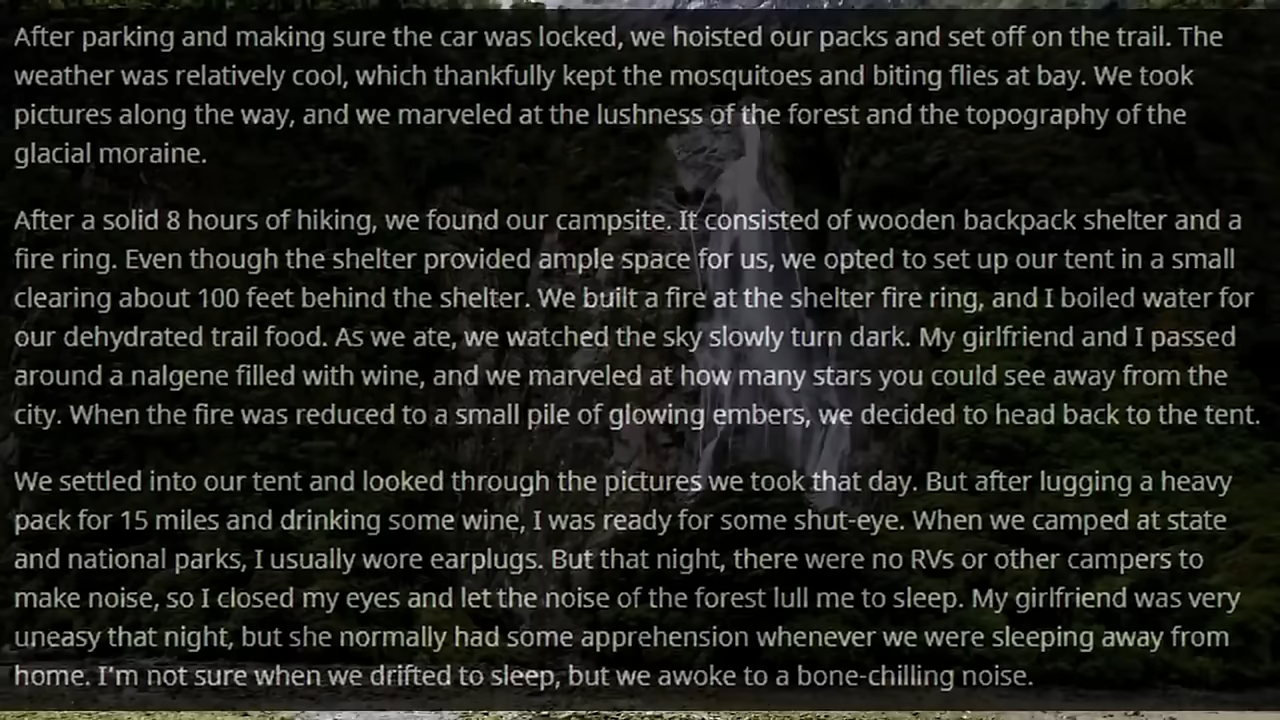 After parking and making sure the car was locked, we hoisted our packs and set off on the trail. The
weather was relatively cool, which thankfully kept the mosquitoes and biting flies at bay. We took
pictures along the way, and we marveled at the lushness of the forest and the topography of the
glacial moraine.
After a solid 8 hours of hiking, we found our campsite. It consisted of wooden backpack shelter and a
fire ring. Even though the shelter provided ample space for us, we opted to set up our tent in a small
clearing about 100 feet behind the shelter. We built a fire at the shelter fire ring, and I boiled water for
our dehydrated trail food. As we ate, we watched the sky slowly turn dark. My girlfriend and I passed
around a nalgene filled with wine, and we marveled at how many stars you could see away from the
city. When the fire was reduced to a small pile of glowing embers, we decided to head back to the tent.
We settled into our tent and looked through the pictures we took that day. But after lugging a heavy
pack for 15 miles and drinking some wine, I was ready for some shut-eye. When we camped at state
and national parks, I usually wore earplugs. But that night, there were no RVs or other campers to
make noise, so I closed my eyes and let the noise of the forest lull me to sleep. My girlfriend was very
uneasy that night, but she normally had some apprehension whenever we were sleeping away from
home. I'm not sure when we drifted to sleep, but we awoke to a bone-chilling noise.